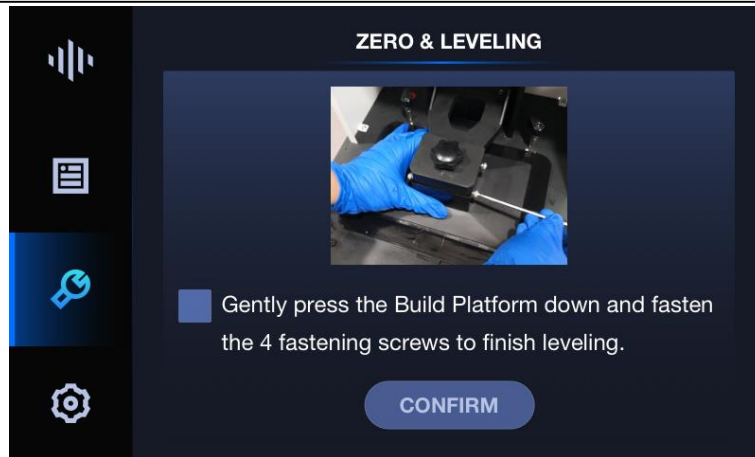 ZERO & LEVELING
Gently press the Build Platform down and fasten
the 4 fastening screws to finish leveling.
CONFIRM